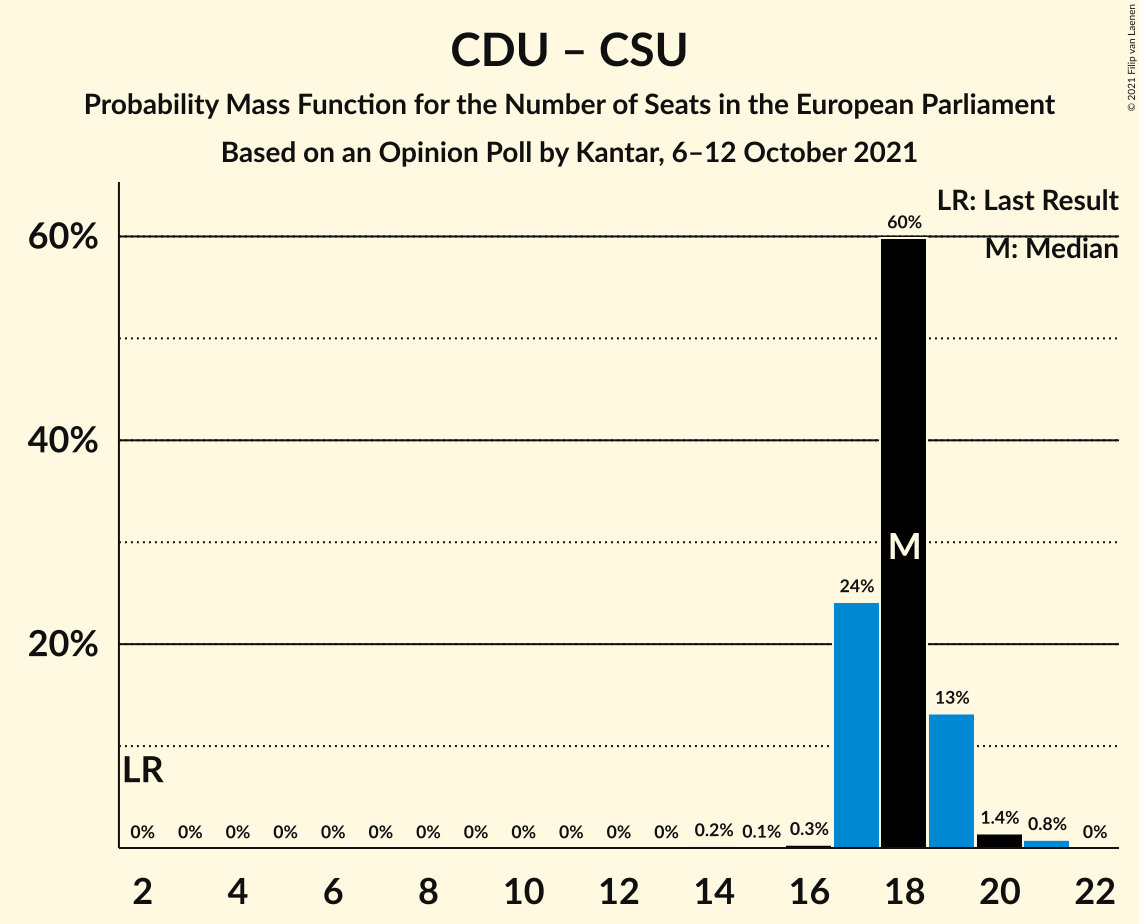 CDU – CSU
Probability Mass Function for the Number of Seats in the European Parliament
Based on an Opinion Poll by Kantar, 6–12 October 2021
© 2021 Filip van Laenen
LR: Last Result
M: Median
60%
40%
20%
60%
M
24%
13%
LR
0% 0% 0% 0% 0% 0% 0% 0% 0% 0% 0% 0% 0.2% 0.1% 0.3% 1.4% 0.8% 0%
2 4 6 8 10 12 14 16 18 20 22